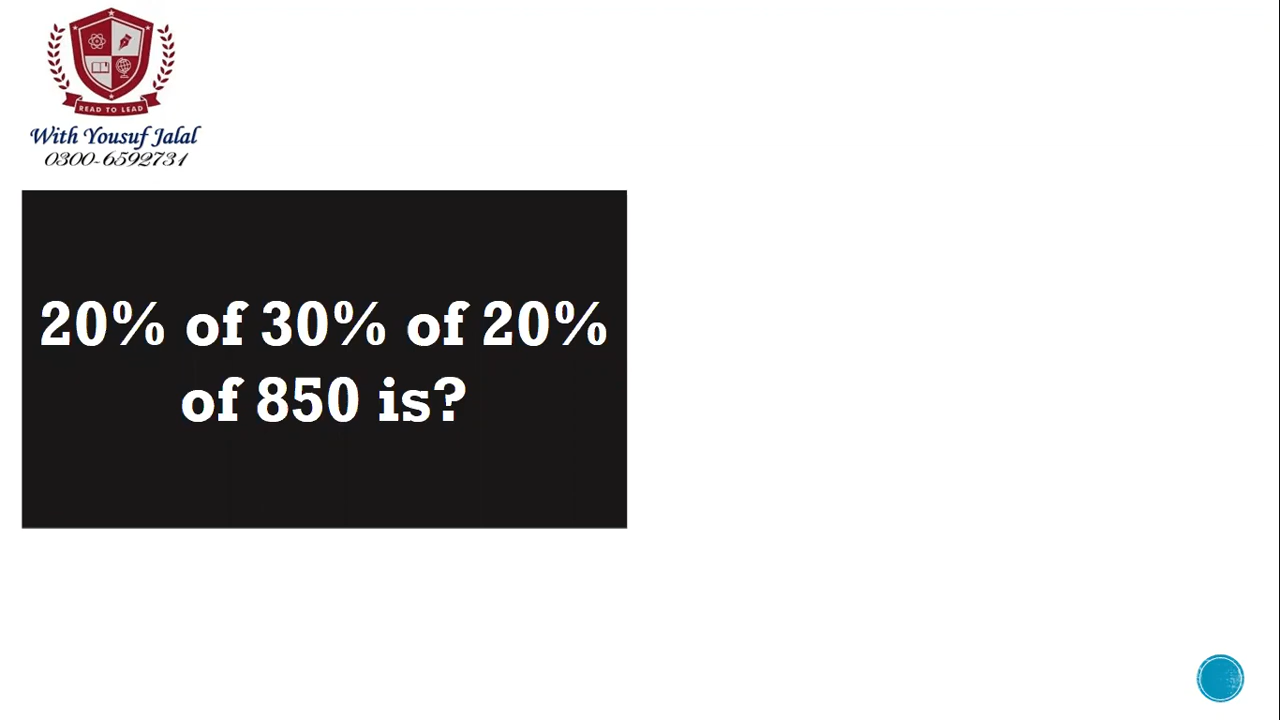 READ TO LEAD
With Yousuf Jalal
0300-6592731
20% of 30% of 20%
of 850 is?